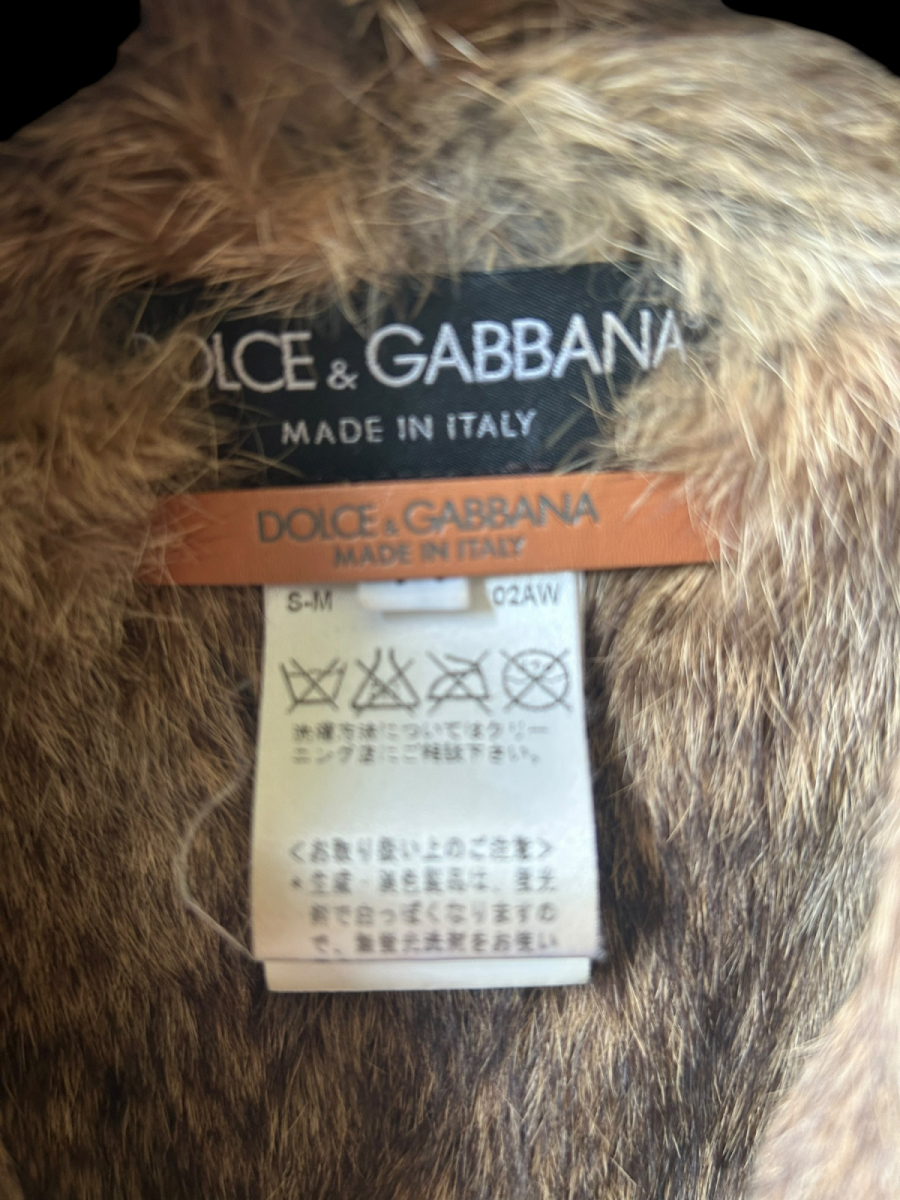 DOLCE & GABBANA
MADE IN ITALY
DOLCE & GABBANA
MADE IN ITALY
S-M 02AW
洗濯方法についてはクリー
ニング店にご相談下さい。
<お取り扱い上のご注意>
* 生成・淡色製品は、蛍光
剤で白っぽくなりますの
で、無蛍光洗剤をお使い